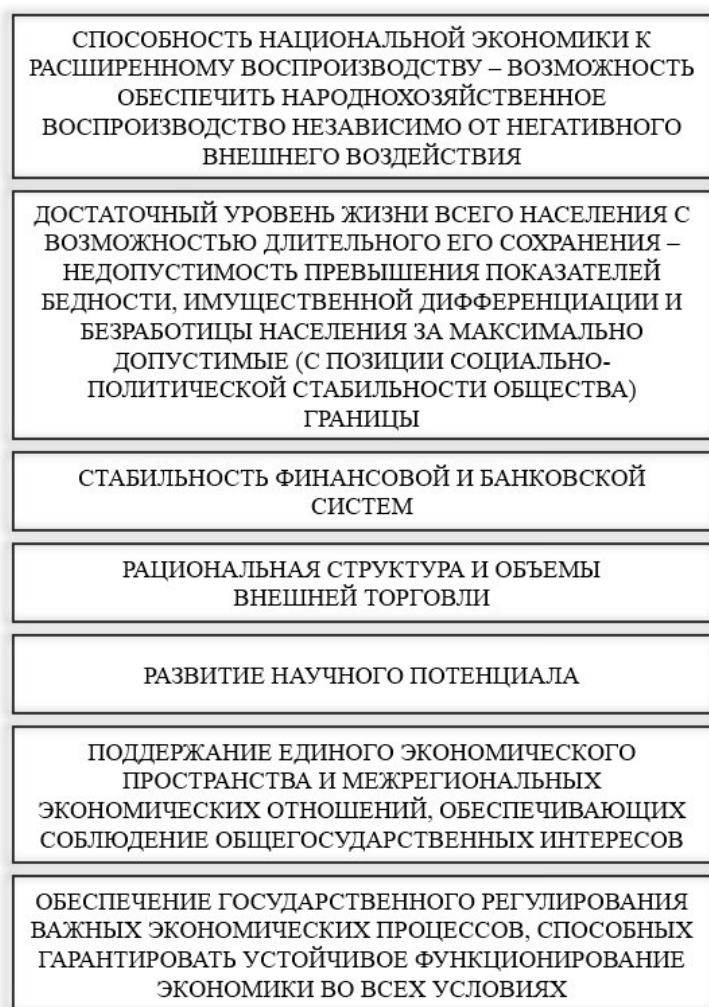 СПОСОБНОСТЬ НАЦИОНАЛЬНОЙ ЭКОНОМИКИ К
РАСШИРЕННОМУ ВОСПРОИЗВОДСТВУ – ВОЗМОЖНОСТЬ
ОБЕСПЕЧИТЬ НАРОДНОХОЗЯЙСТВЕННОЕ
ВОСПРОИЗВОДСТВО НЕЗАВИСИМО ОТ НЕГАТИВНОГО
ВНЕШНЕГО ВОЗДЕЙСТВИЯ
ДОСТАТОЧНЫЙ УРОВЕНЬ ЖИЗНИ ВСЕГО НАСЕЛЕНИЯ С
ВОЗМОЖНОСТЬЮ ДЛИТЕЛЬНОГО ЕГО СОХРАНЕНИЯ –
НЕДОПУСТИМОСТЬ ПРЕВЫШЕНИЯ ПОКАЗАТЕЛЕЙ
БЕДНОСТИ, ИМУЩЕСТВЕННОЙ ДИФФЕРЕНЦИАЦИИ И
БЕЗРАБОТИЦЫ НАСЕЛЕНИЯ ЗА МАКСИМАЛЬНО
ДОПУСТИМЫЕ (С ПОЗИЦИИ СОЦИАЛЬНО-
ПОЛИТИЧЕСКОЙ СТАБИЛЬНОСТИ ОБЩЕСТВА)
ГРАНИЦЫ
СТАБИЛЬНОСТЬ ФИНАНСОВОЙ И БАНКОВСКОЙ
СИСТЕМ
РАЦИОНАЛЬНАЯ СТРУКТУРА И ОБЪЕМЫ
ВНЕШНЕЙ ТОРГОВЛИ
РАЗВИТИЕ НАУЧНОГО ПОТЕНЦИАЛА
ПОДДЕРЖАНИЕ ЕДИНОГО ЭКОНОМИЧЕСКОГО
ПРОСТРАНСТВА И МЕЖРЕГИОНАЛЬНЫХ
ЭКОНОМИЧЕСКИХ ОТНОШЕНИЙ, ОБЕСПЕЧИВАЮЩИХ
СОБЛЮДЕНИЕ ОБЩЕГОСУДАРСТВЕННЫХ ИНТЕРЕСОВ
ОБЕСПЕЧЕНИЕ ГОСУДАРСТВЕННОГО РЕГУЛИРОВАНИЯ
ВАЖНЫХ ЭКОНОМИЧЕСКИХ ПРОЦЕССОВ, СПОСОБНЫХ
ГАРАНТИРОВАТЬ УСТОЙЧИВОЕ ФУНКЦИОНИРОВАНИЕ
ЭКОНОМИКИ ВО ВСЕХ УСЛОВИЯХ